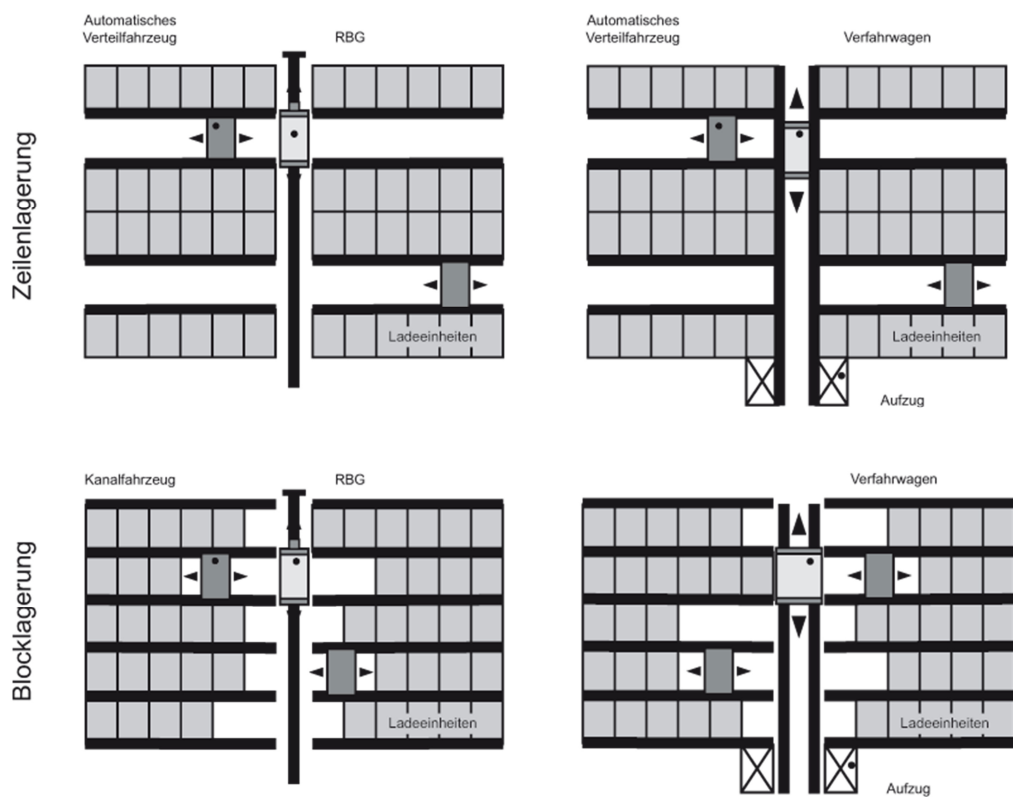 Automatisches
Verteilfahrzeug
RBG
Automatisches
Verteilfahrzeug
Verfahrwagen
Zeilenlagerung
Ladeeinheiten
Ladeeinheiten
Aufzug
Kanalfahrzeug
RBG
Verfahrwagen
Blocklagerung
Ladeeinheiten
Ladeeinheiten
Aufzug